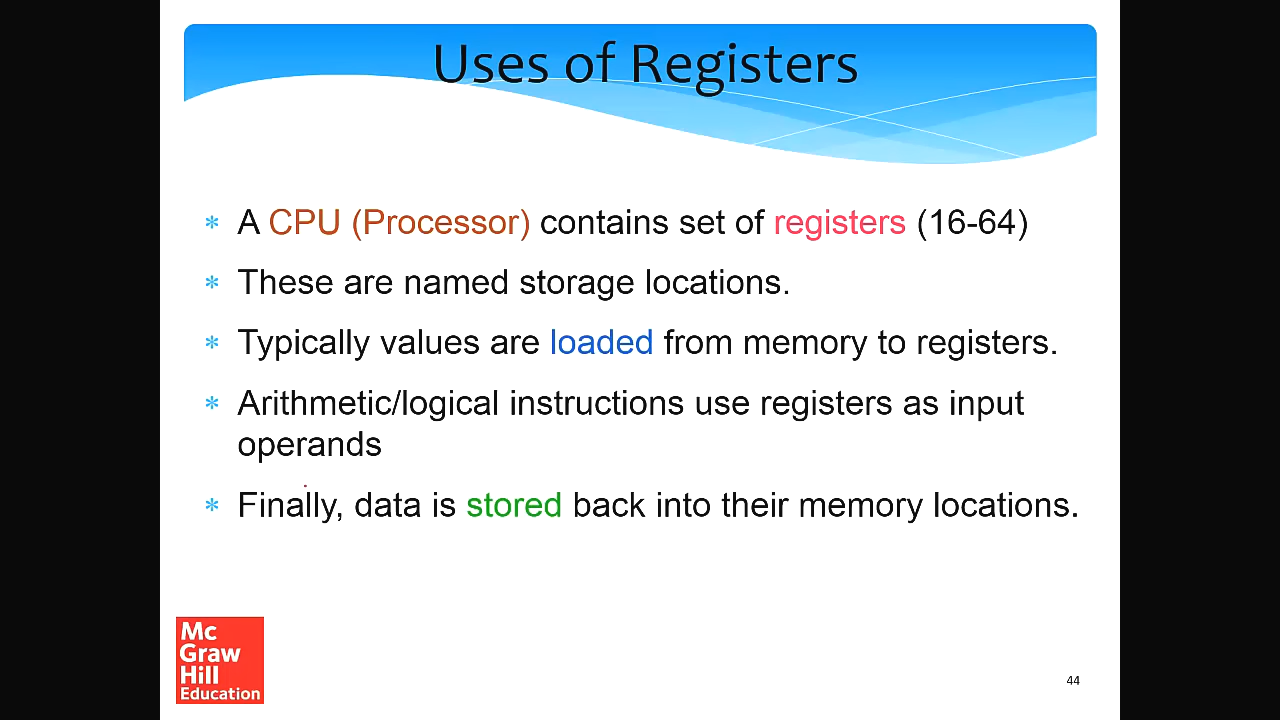 Uses of Registers
* A CPU (Processor) contains set of registers (16-64)
* These are named storage locations.
* Typically values are loaded from memory to registers.
* Arithmetic/logical instructions use registers as input
operands
* Finally, data is stored back into their memory locations.
Mc
Graw
Hill
Education
44